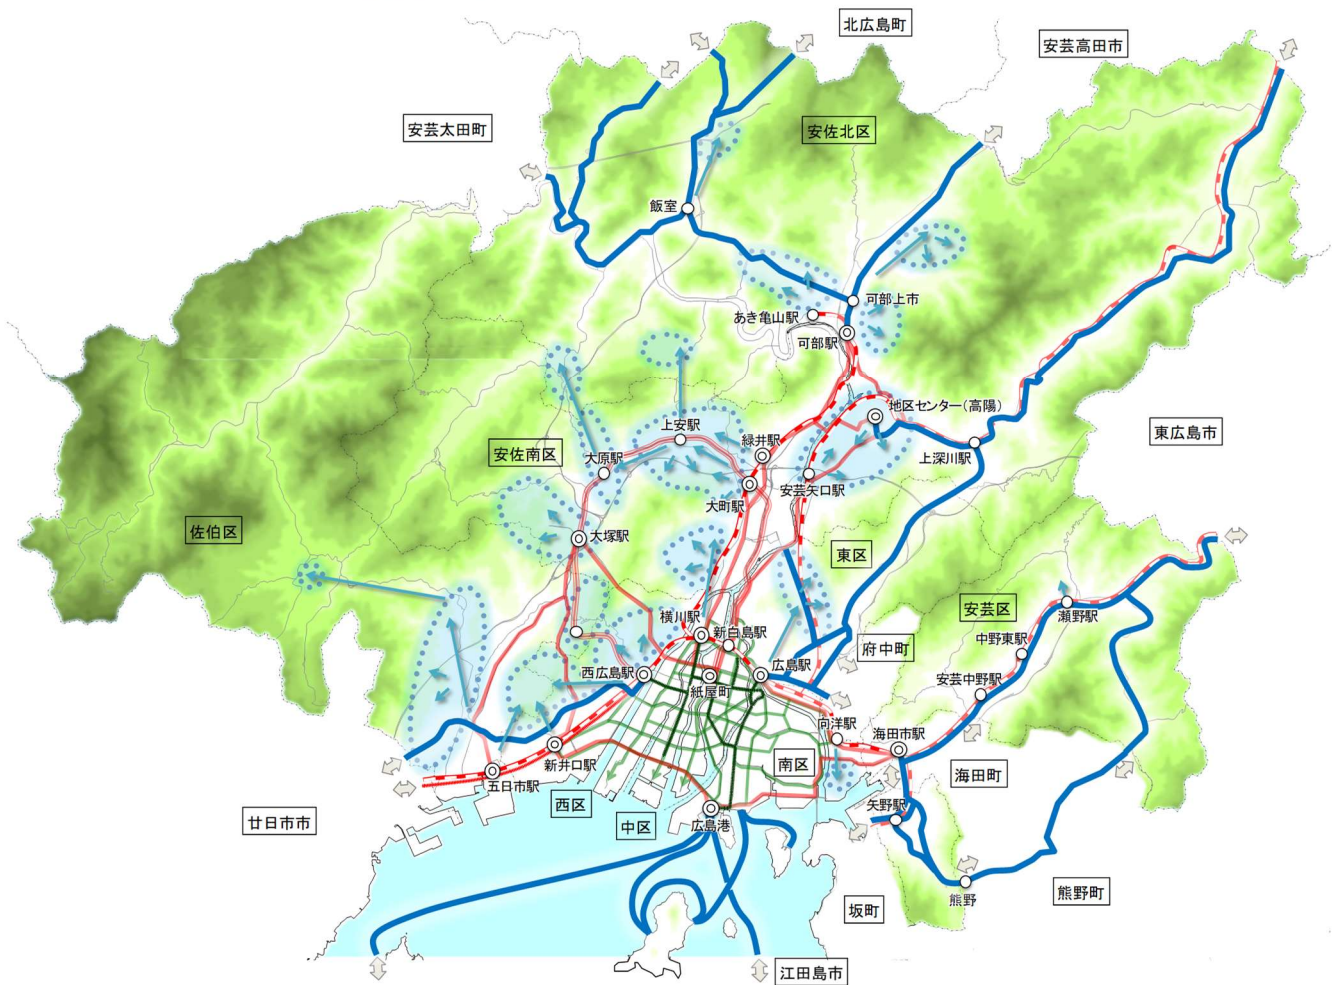 北広島町
安芸高田市
安芸太田町
安佐北区
飯室
可部上市
あき亀山駅
可部駅
地区センター(高陽)
上安駅
緑井駅
東広島市
安佐南区
大原駅
上深川駅
安芸矢口駅
大町駅
佐伯区
大塚駅
東区
安芸区
瀬野駅
横川駅
新白島駅
中野東駅
府中町
西広島駅
広島駅
安芸中野駅
紙屋町
向洋駅
海田市駅
南区
海田町
新井口駅
五日市駅
西区
矢野駅
廿日市市
中区
広島港
熊野
熊野町
坂町
江田島市